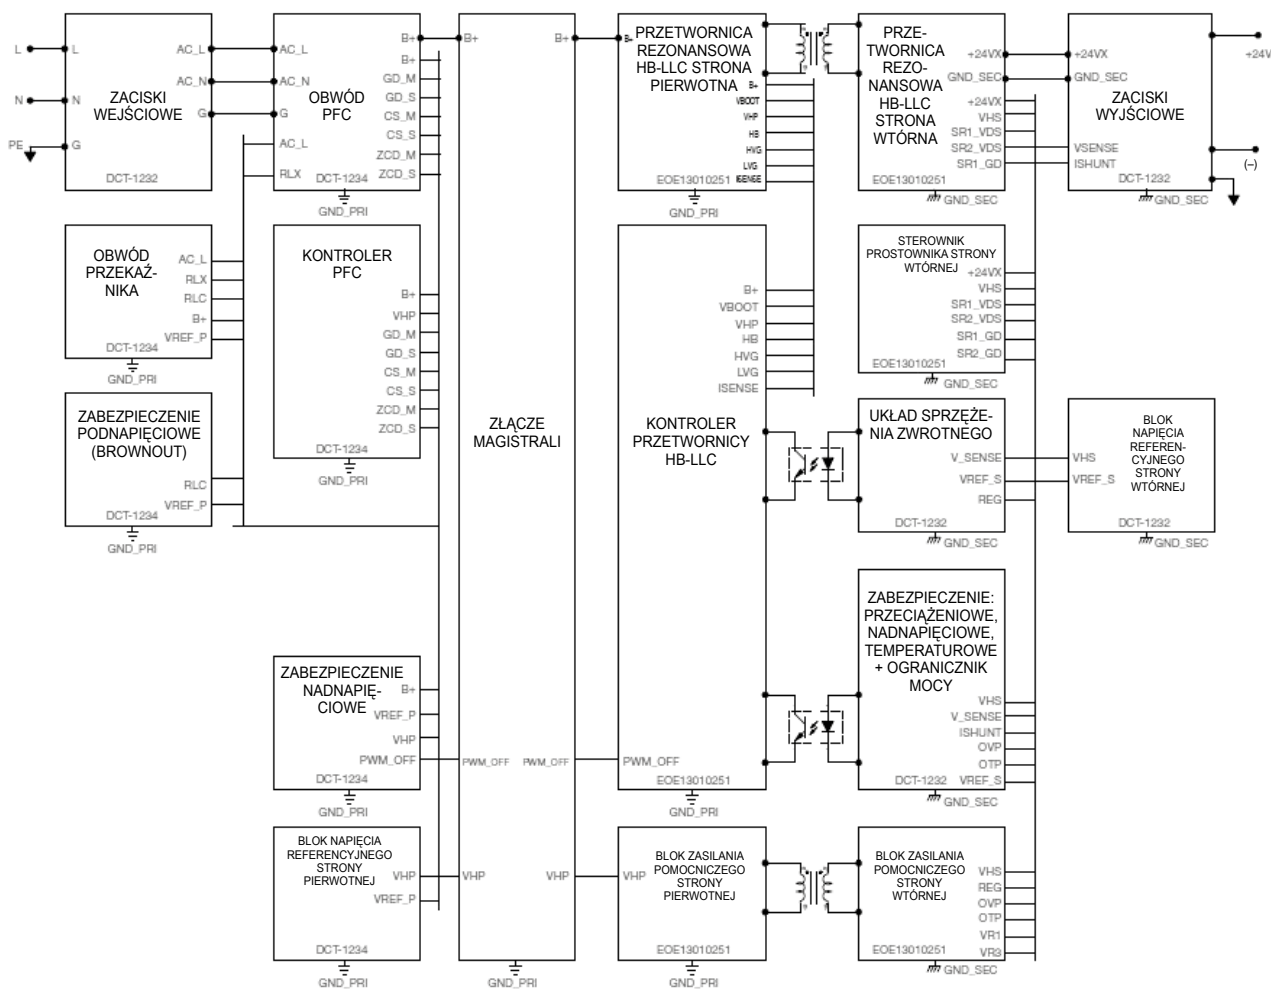 L
L
N
N
PE
G
AC_L
AC_N
G
ZACISKI
WEJŚCIOWE
DCT-1232
AC_L
AC_N
G
AC_L
RLX
OBWÓD
PFC
B+
B+
GD_M
GD_S
CS_M
CS_S
ZCD_M
ZCD_S
DCT-1234
GND_PRI
B+
B+
ZŁĄCZE
MAGISTRALI
PWM_OFF
PWM_OFF
VHP
VHP
GND_PRI
B+
PRZETWORNICA
REZONANSOWA
HB-LLC STRONA
PIERWOTNA
B+
VBOOT
VHP
HB
HVG
LVG
ISENSE
EOE13010251
GND_PRI
PRZE-
TWORNICA
REZO-
NANSOWA
HB-LLC
STRONA
WTÓRNA
+24VX
GND_SEC
+24VX
VHS
SR1_VDS
SR2_VDS
SR1_GD
EOE13010251
GND_SEC
+24VX
GND_SEC
ZACISKI
WYJŚCIOWE
VSENSE
ISHUNT
DCT-1232
GND_SEC
+24V
(–)
OBWÓD
PRZEKAŹ-
NIKA
AC_L
RLX
RLC
B+
VREF_P
DCT-1234
GND_PRI
KONTROLER
PFC
B+
VHP
GD_M
GD_S
CS_M
CS_S
ZCD_M
ZCD_S
DCT-1234
GND_PRI
B+
VBOOT
VHP
HB
HVG
LVG
ISENSE
KONTROLER
PRZETWORNICY
HB-LLC
PWM_OFF
EOE13010251
GND_PRI
STEROWNIK
PROSTOWNIKA STRONY
WTÓRNEJ
+24VX
VHS
SR1_VDS
SR2_VDS
SR1_GD
SR2_GD
EOE13010251
GND_SEC
ZABEZPIECZENIE
PODNAPIĘCIOWE
(BROWNOUT)
RLC
VREF_P
DCT-1234
GND_PRI
UKŁAD SPRZĘŻE-
NIA ZWROTNEGO
V_SENSE
VREF_S
REG
DCT-1232
GND_SEC
BLOK
NAPIĘCIA
REFEREN-
CYJNEGO
STRONY
WTÓRNEJ
VHS
VREF_S
DCT-1232
GND_SEC
ZABEZPIECZENIE:
PRZECIĄŻENIOWE,
NADNAPIĘCIOWE,
TEMPERATUROWE
+ OGRANICZNIK
MOCY
VHS
V_SENSE
ISHUNT
OVP
OTP
DCT-1232 VREF_S
GND_SEC
ZABEZPIECZENIE
NADNAPIĘ-
CIOWE
B+
VREF_P
VHP
PWM_OFF
DCT-1234
GND_PRI
BLOK NAPIĘCIA
REFERENCYJNEGO
STRONY
PIERWOTNEJ
VHP
VREF_P
DCT-1234
GND_PRI
VHP
BLOK ZASILANIA
POMOCNICZEGO
STRONY
PIERWOTNEJ
EOE13010251
GND_PRI
BLOK ZASILANIA
POMOCNICZEGO
STRONY
WTÓRNEJ
VHS
REG
OVP
OTP
VR1
VR3
EOE13010251
GND_SEC